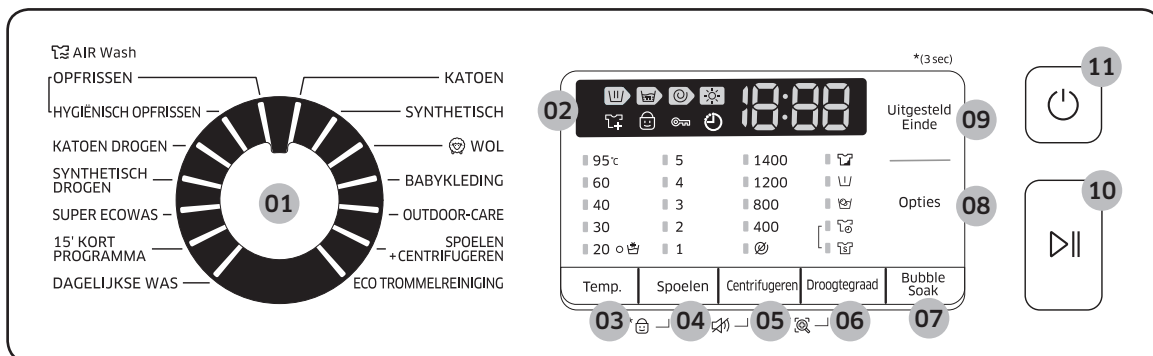 AIR Wash
OPFRISSEN
HYGIËNISCH OPFRISSEN
KATOEN DROGEN
SYNTHETISCH
DROGEN
SUPER ECOWAS
15' KORT
PROGRAMMA
DAGELIJKSE WAS
01
KATOEN
SYNTHETISCH
WOL
BABYKLEDING
OUTDOOR-CARE
SPOELEN
+CENTRIFUGEREN
ECO TROMMELREINIGING
*(3 sec)
02
18:88
95℃ 5 1400
60 4 1200
40 3 800
30 2 400
20 1
Temp. Spoelen Centrifugeren Droogtegraad Bubble
Soak
03 * 04 05 06 07
Uitgesteld
Einde
09
Opties
08
11
10